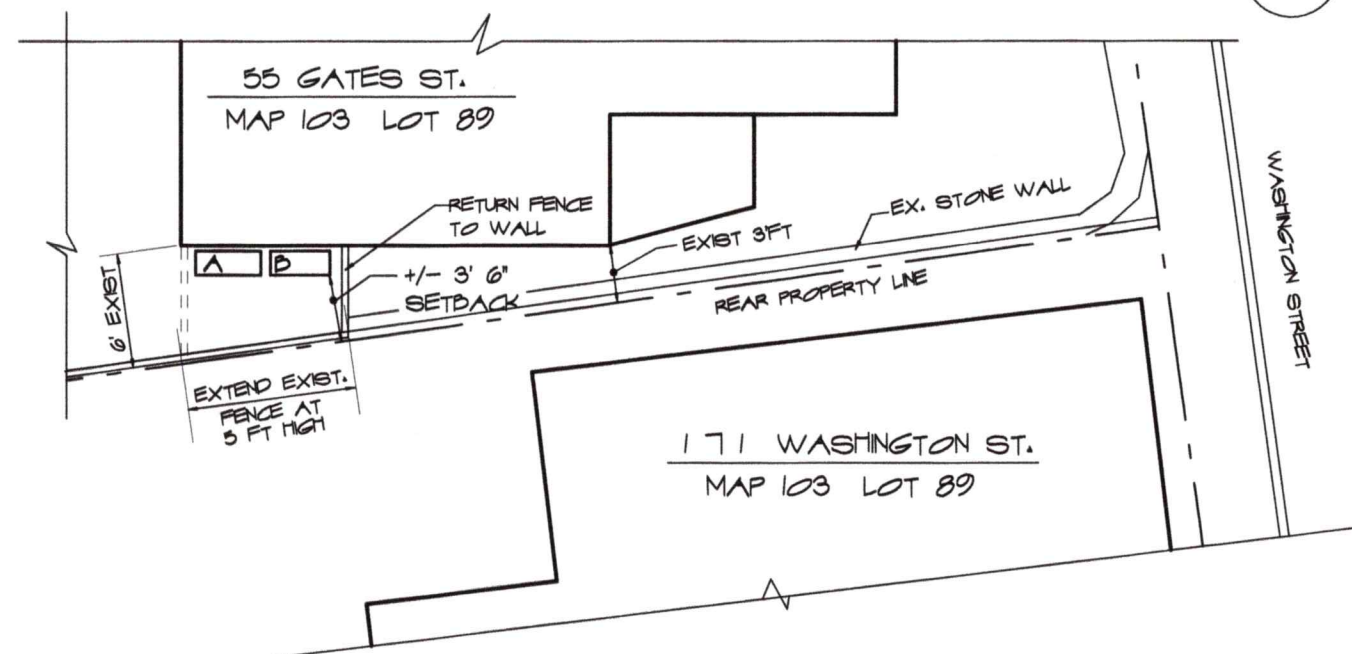 55 GATES ST.
MAP 103 LOT 89
RETURN FENCE
TO WALL
EX. STONE WALL
WASHINGTON STREET
A
B
EXIST 3'FT
+/- 3' 6"
SETBACK
6' EXIST
REAR PROPERTY LINE
EXTEND EXIST.
FENCE AT
5 FT HIGH
171 WASHINGTON ST.
MAP 103 LOT 89